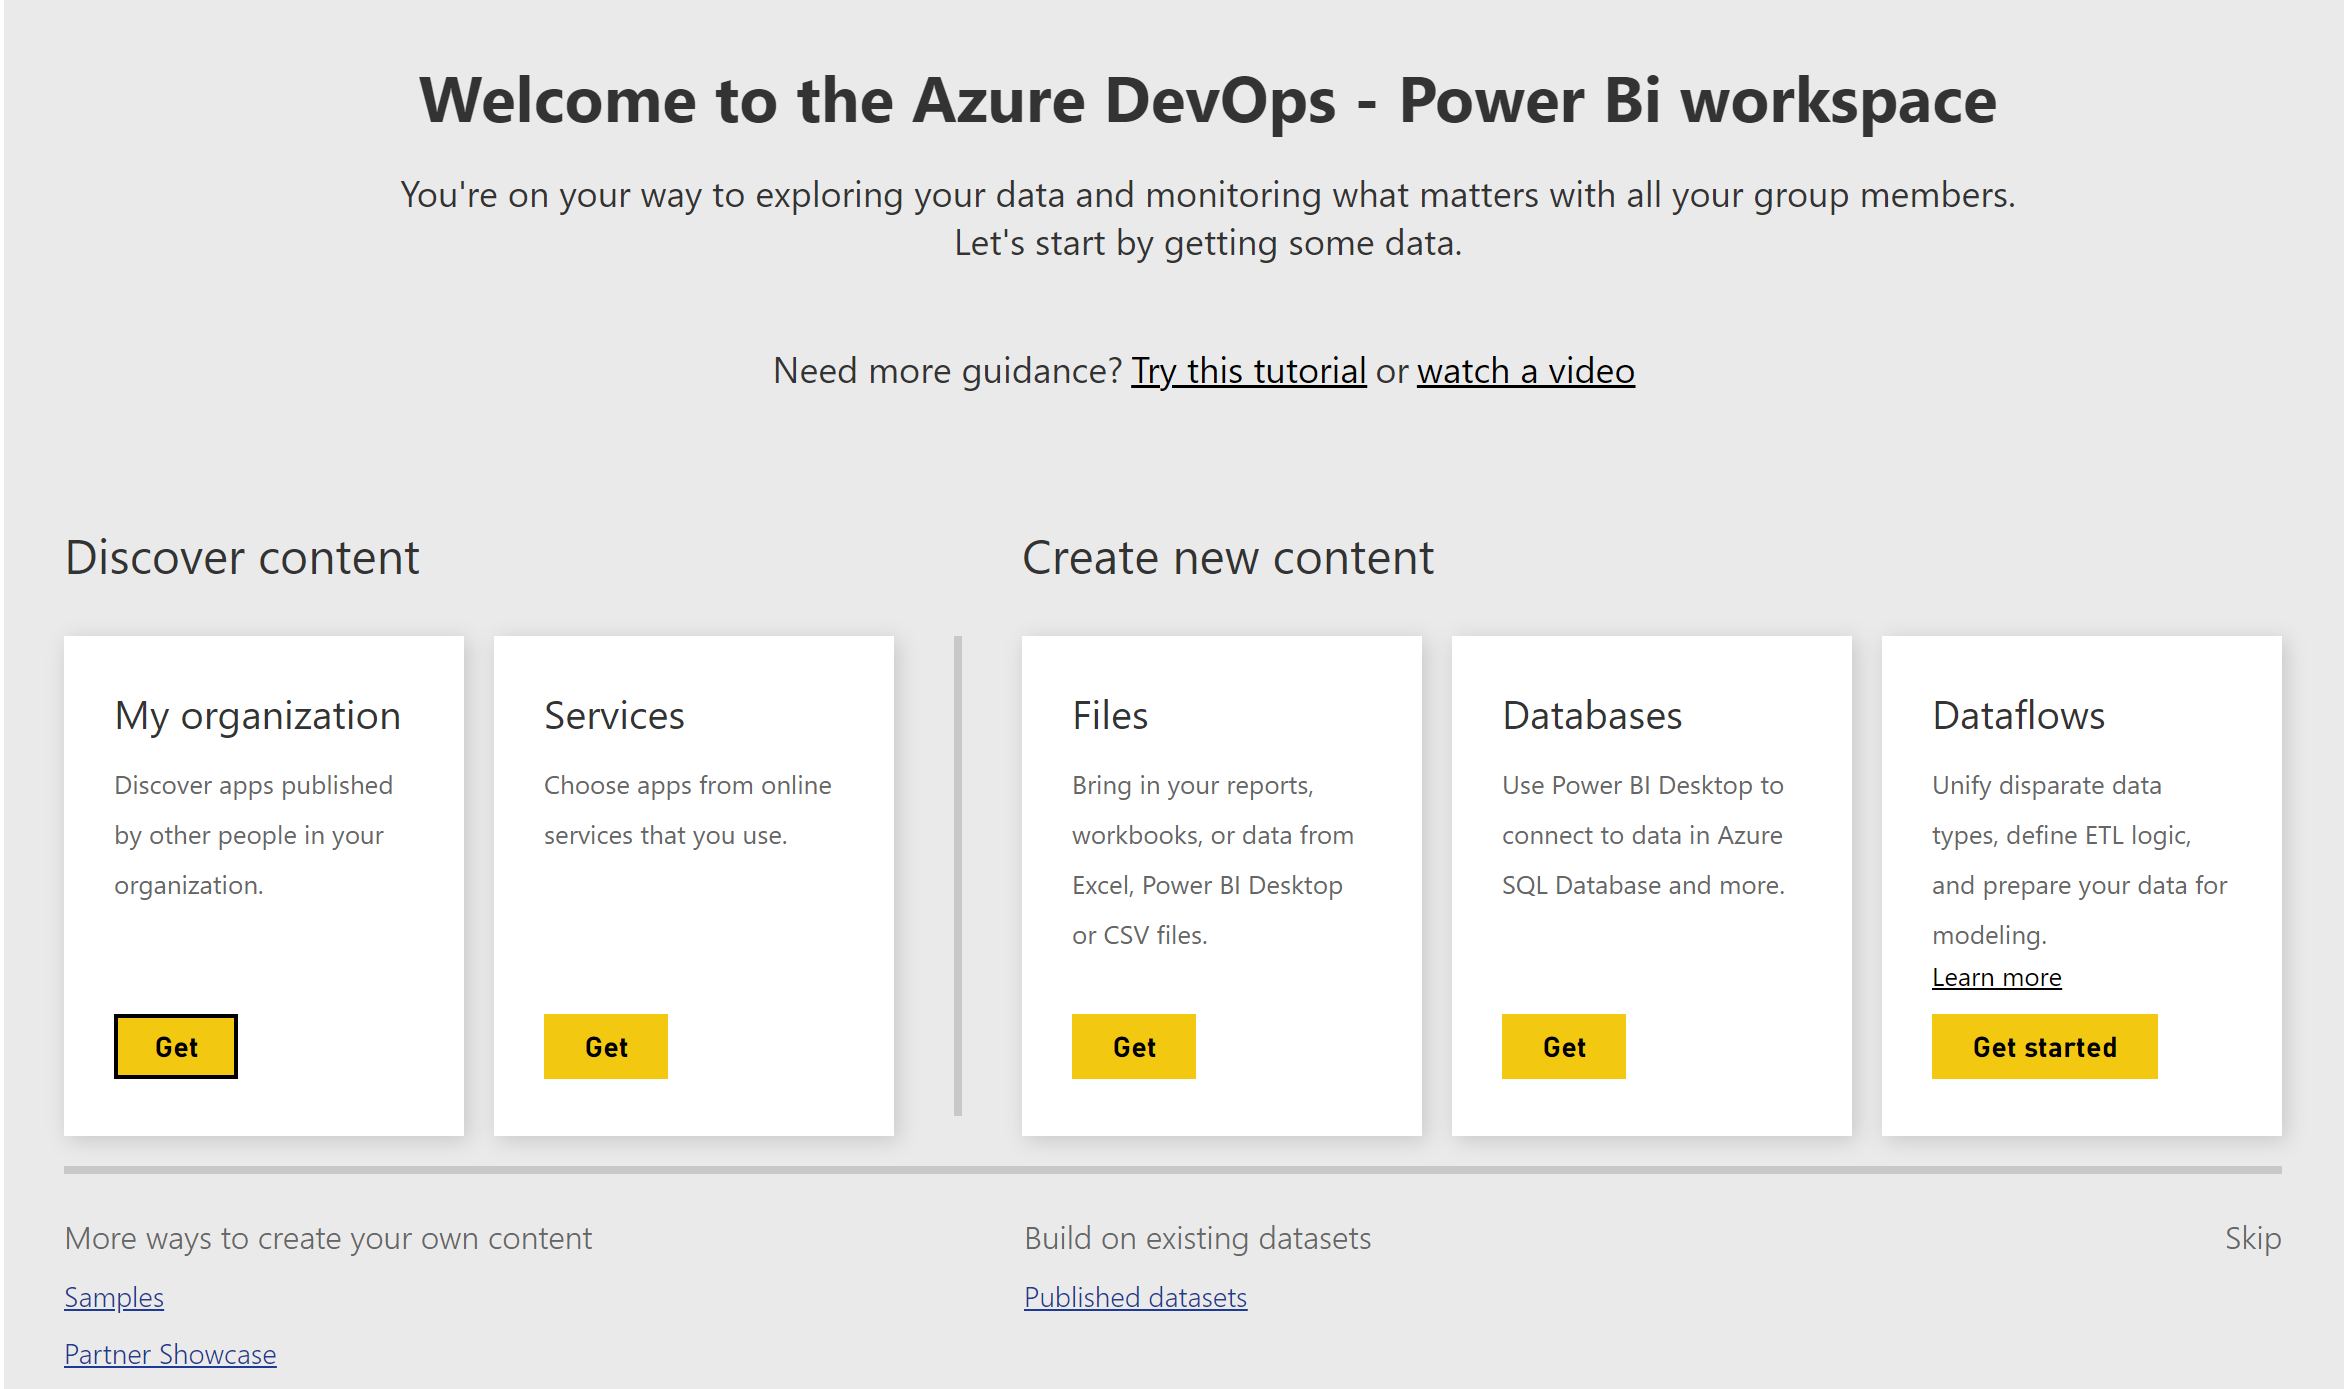 Welcome to the Azure DevOps - Power Bi workspace
You're on your way to exploring your data and monitoring what matters with all your group members.
Let's start by getting some data.
Need more guidance? Try this tutorial or watch a video
Discover content
My organization
Discover apps published
by other people in your
organization.
Get
Services
Choose apps from online
services that you use.
Get
Create new content
Files
Bring in your reports,
workbooks, or data from
Excel, Power BI Desktop
or CSV files.
Get
Databases
Use Power BI Desktop to
connect to data in Azure
SQL Database and more.
Get
Dataflows
Unify disparate data
types, define ETL logic,
and prepare your data for
modeling.
Learn more
Get started
More ways to create your own content
Samples
Partner Showcase
Build on existing datasets
Published datasets
Skip